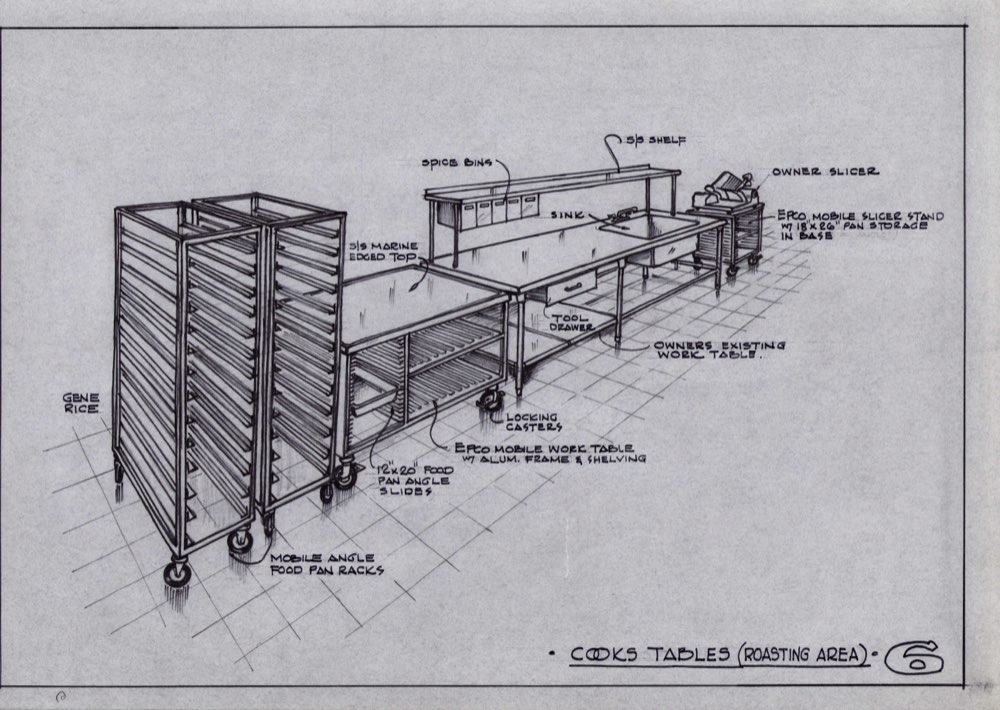 S/S SHELF
SPICE BINS
OWNER SLICER
SINK
EPCO MOBILE SLICER STAND
W/ 18"x26" PAN STORAGE
IN BASE
S/S MARINE
EDGED TOP
TOOL
DRAWER
OWNERS EXISTING
WORK TABLE.
GENE
RICE
LOCKING
CASTERS
EPCO MOBILE WORK TABLE
W/ ALUM. FRAME & SHELVING
12"x20" FOOD
PAN ANGLE
SLIDES
MOBILE ANGLE
FOOD PAN RACKS
• COOKS TABLES (ROASTING AREA) • 6